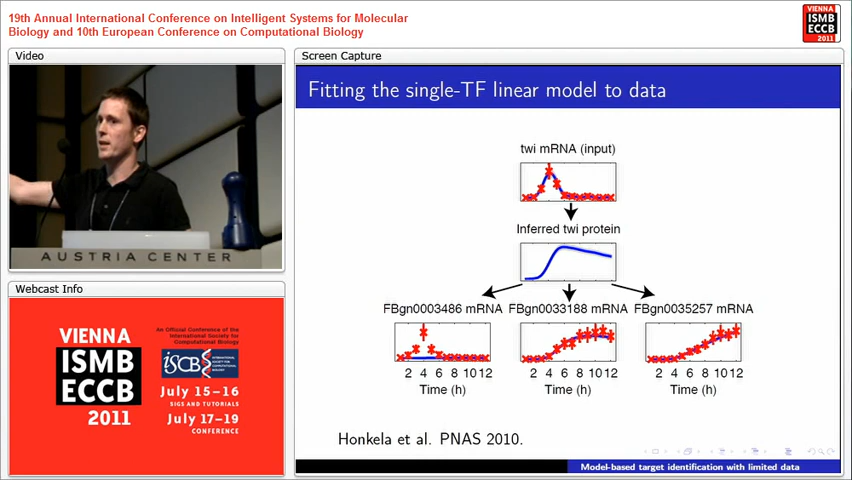 19th Annual International Conference on Intelligent Systems for Molecular
Biology and 10th European Conference on Computational Biology
VIENNA
ISMB
ECCB
2011
Video
AUSTRIA CENTER
Webcast Info
VIENNA
ISMB
ECCB
2011
An Official Conference of the
International Society for
Computational Biology
ISCB
INTERNATIONAL
SOCIETY FOR
COMPUTATIONAL
BIOLOGY
July 15–16
SIGS AND TUTORIALS
July 17–19
CONFERENCE
Screen Capture
Fitting the single-TF linear model to data
twi mRNA (input)
Inferred twi protein
FBgn0003486 mRNA FBgn0033188 mRNA FBgn0035257 mRNA
2 4 6 8 10 12 2 4 6 8 10 12 2 4 6 8 10 12
Time (h) Time (h) Time (h)
Honkela et al. PNAS 2010.
Model-based target identification with limited data